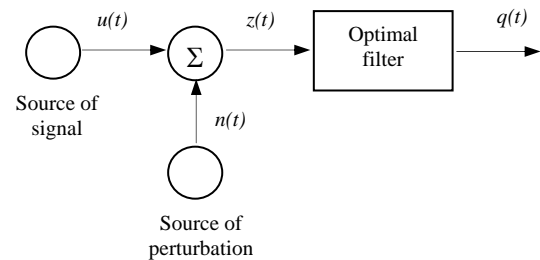 u(t)
z(t)
q(t)
Σ
Optimal
filter
Source of
signal
n(t)
Source of
perturbation